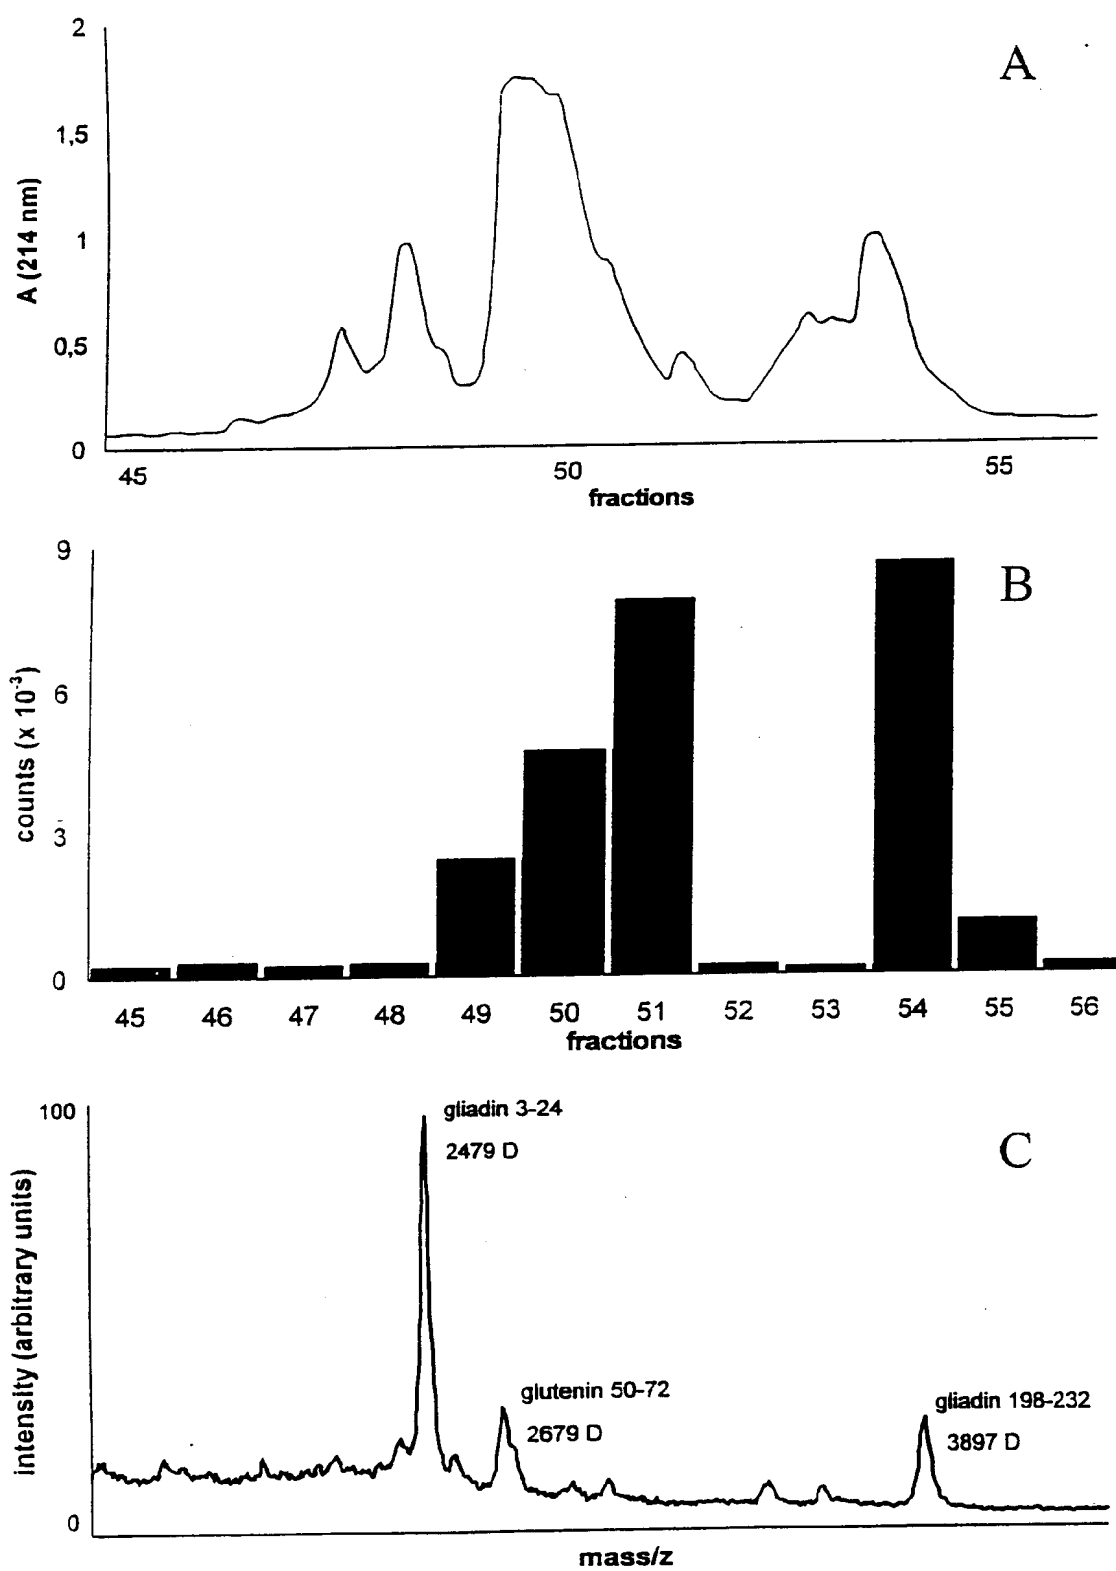 A
2
1,5
1
0,5
0
A (214 nm)
45 50 55
fractions
B
9
6
3
0
counts (x 10⁻³)
45 46 47 48 49 50 51 52 53 54 55 56
fractions
C
100
0
intensity (arbitrary units)
gliadin 3-24
2479 D
glutenin 50-72
2679 D
gliadin 198-232
3897 D
mass/z